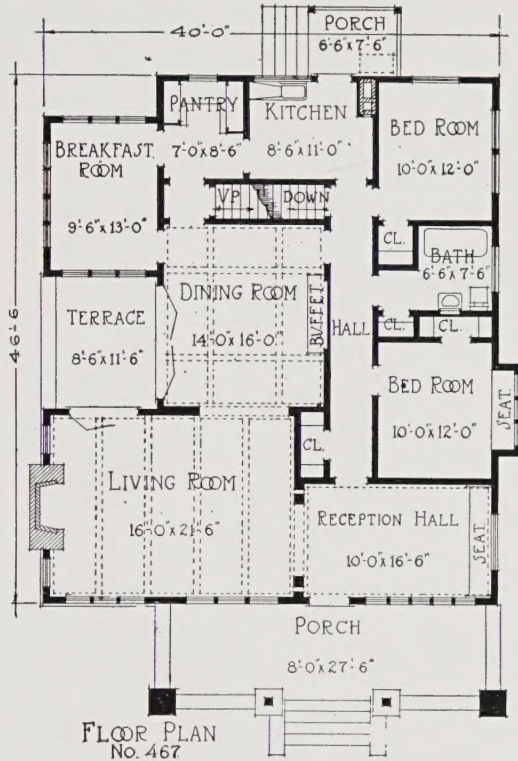 40'-0"
PORCH
6'-6"x7'-6"
PANTRY
7'-0"x8'-6"
KITCHEN
8'-6"x11'-0"
BED ROOM
10'-0"x12'-0"
BREAKFAST
ROOM
9'-6"x13'-0"
UP
DOWN
CL.
BATH
6'-6"x7'-6"
46'-6
DINING ROOM
14'-0"x16'-0"
BUFFET
HALL
TERRACE
8'-6"x11'-6"
CL.
CL.
BED ROOM
10'-0"x12'-0"
SEAT
CL.
LIVING ROOM
16'-0"x21'-6"
RECEPTION HALL
10'-0"x16'-6"
SEAT
PORCH
8'-0"x27'-6"
FLOOR PLAN
No. 467.